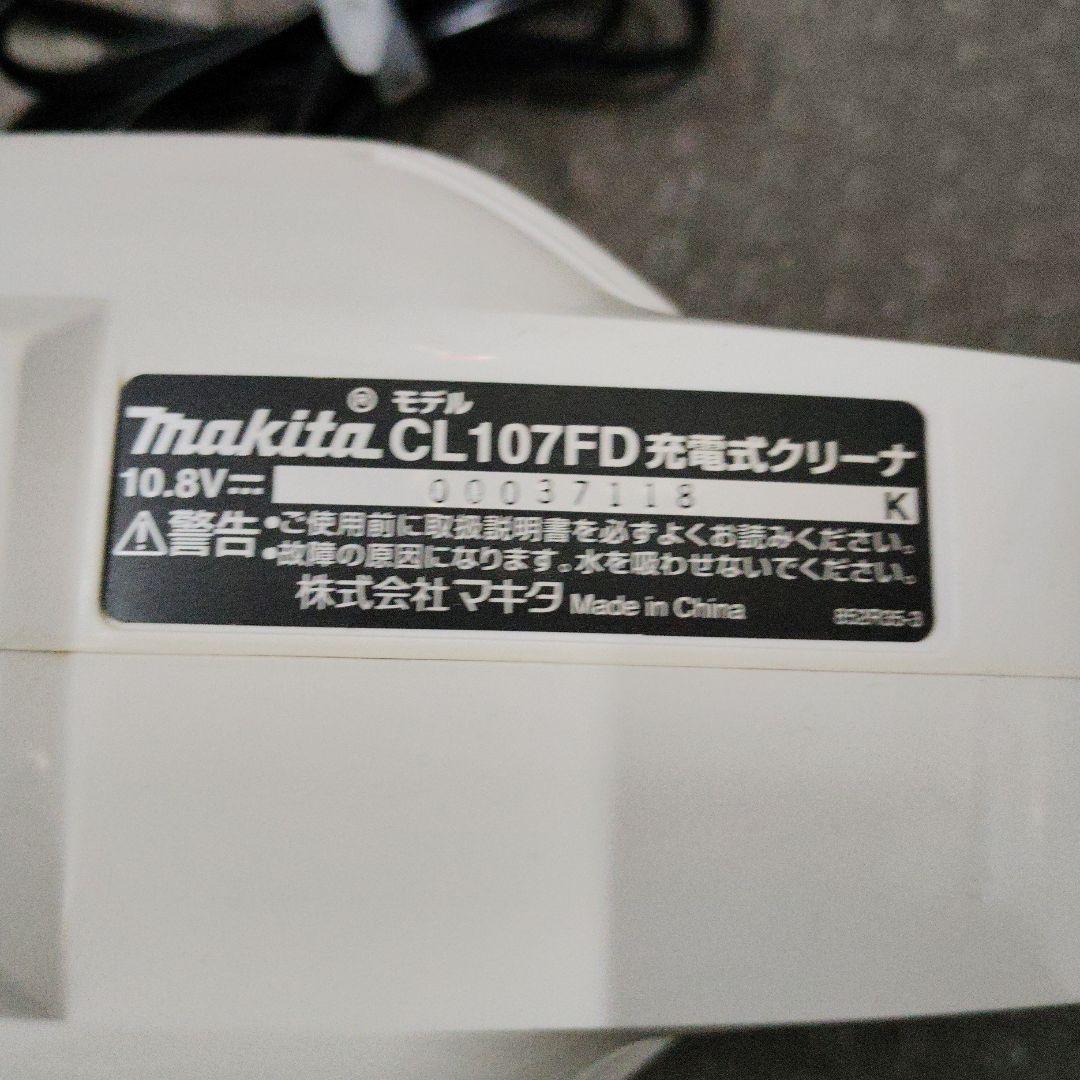 ® モデル
makita CL107FD 充電式クリーナ
10.8V 00037118 K
⚠警告 •ご使用前に取扱説明書を必ずよくお読みください。
•故障の原因になります。水を吸わせないでください。
株式会社マキタ Made in China 852R35-3